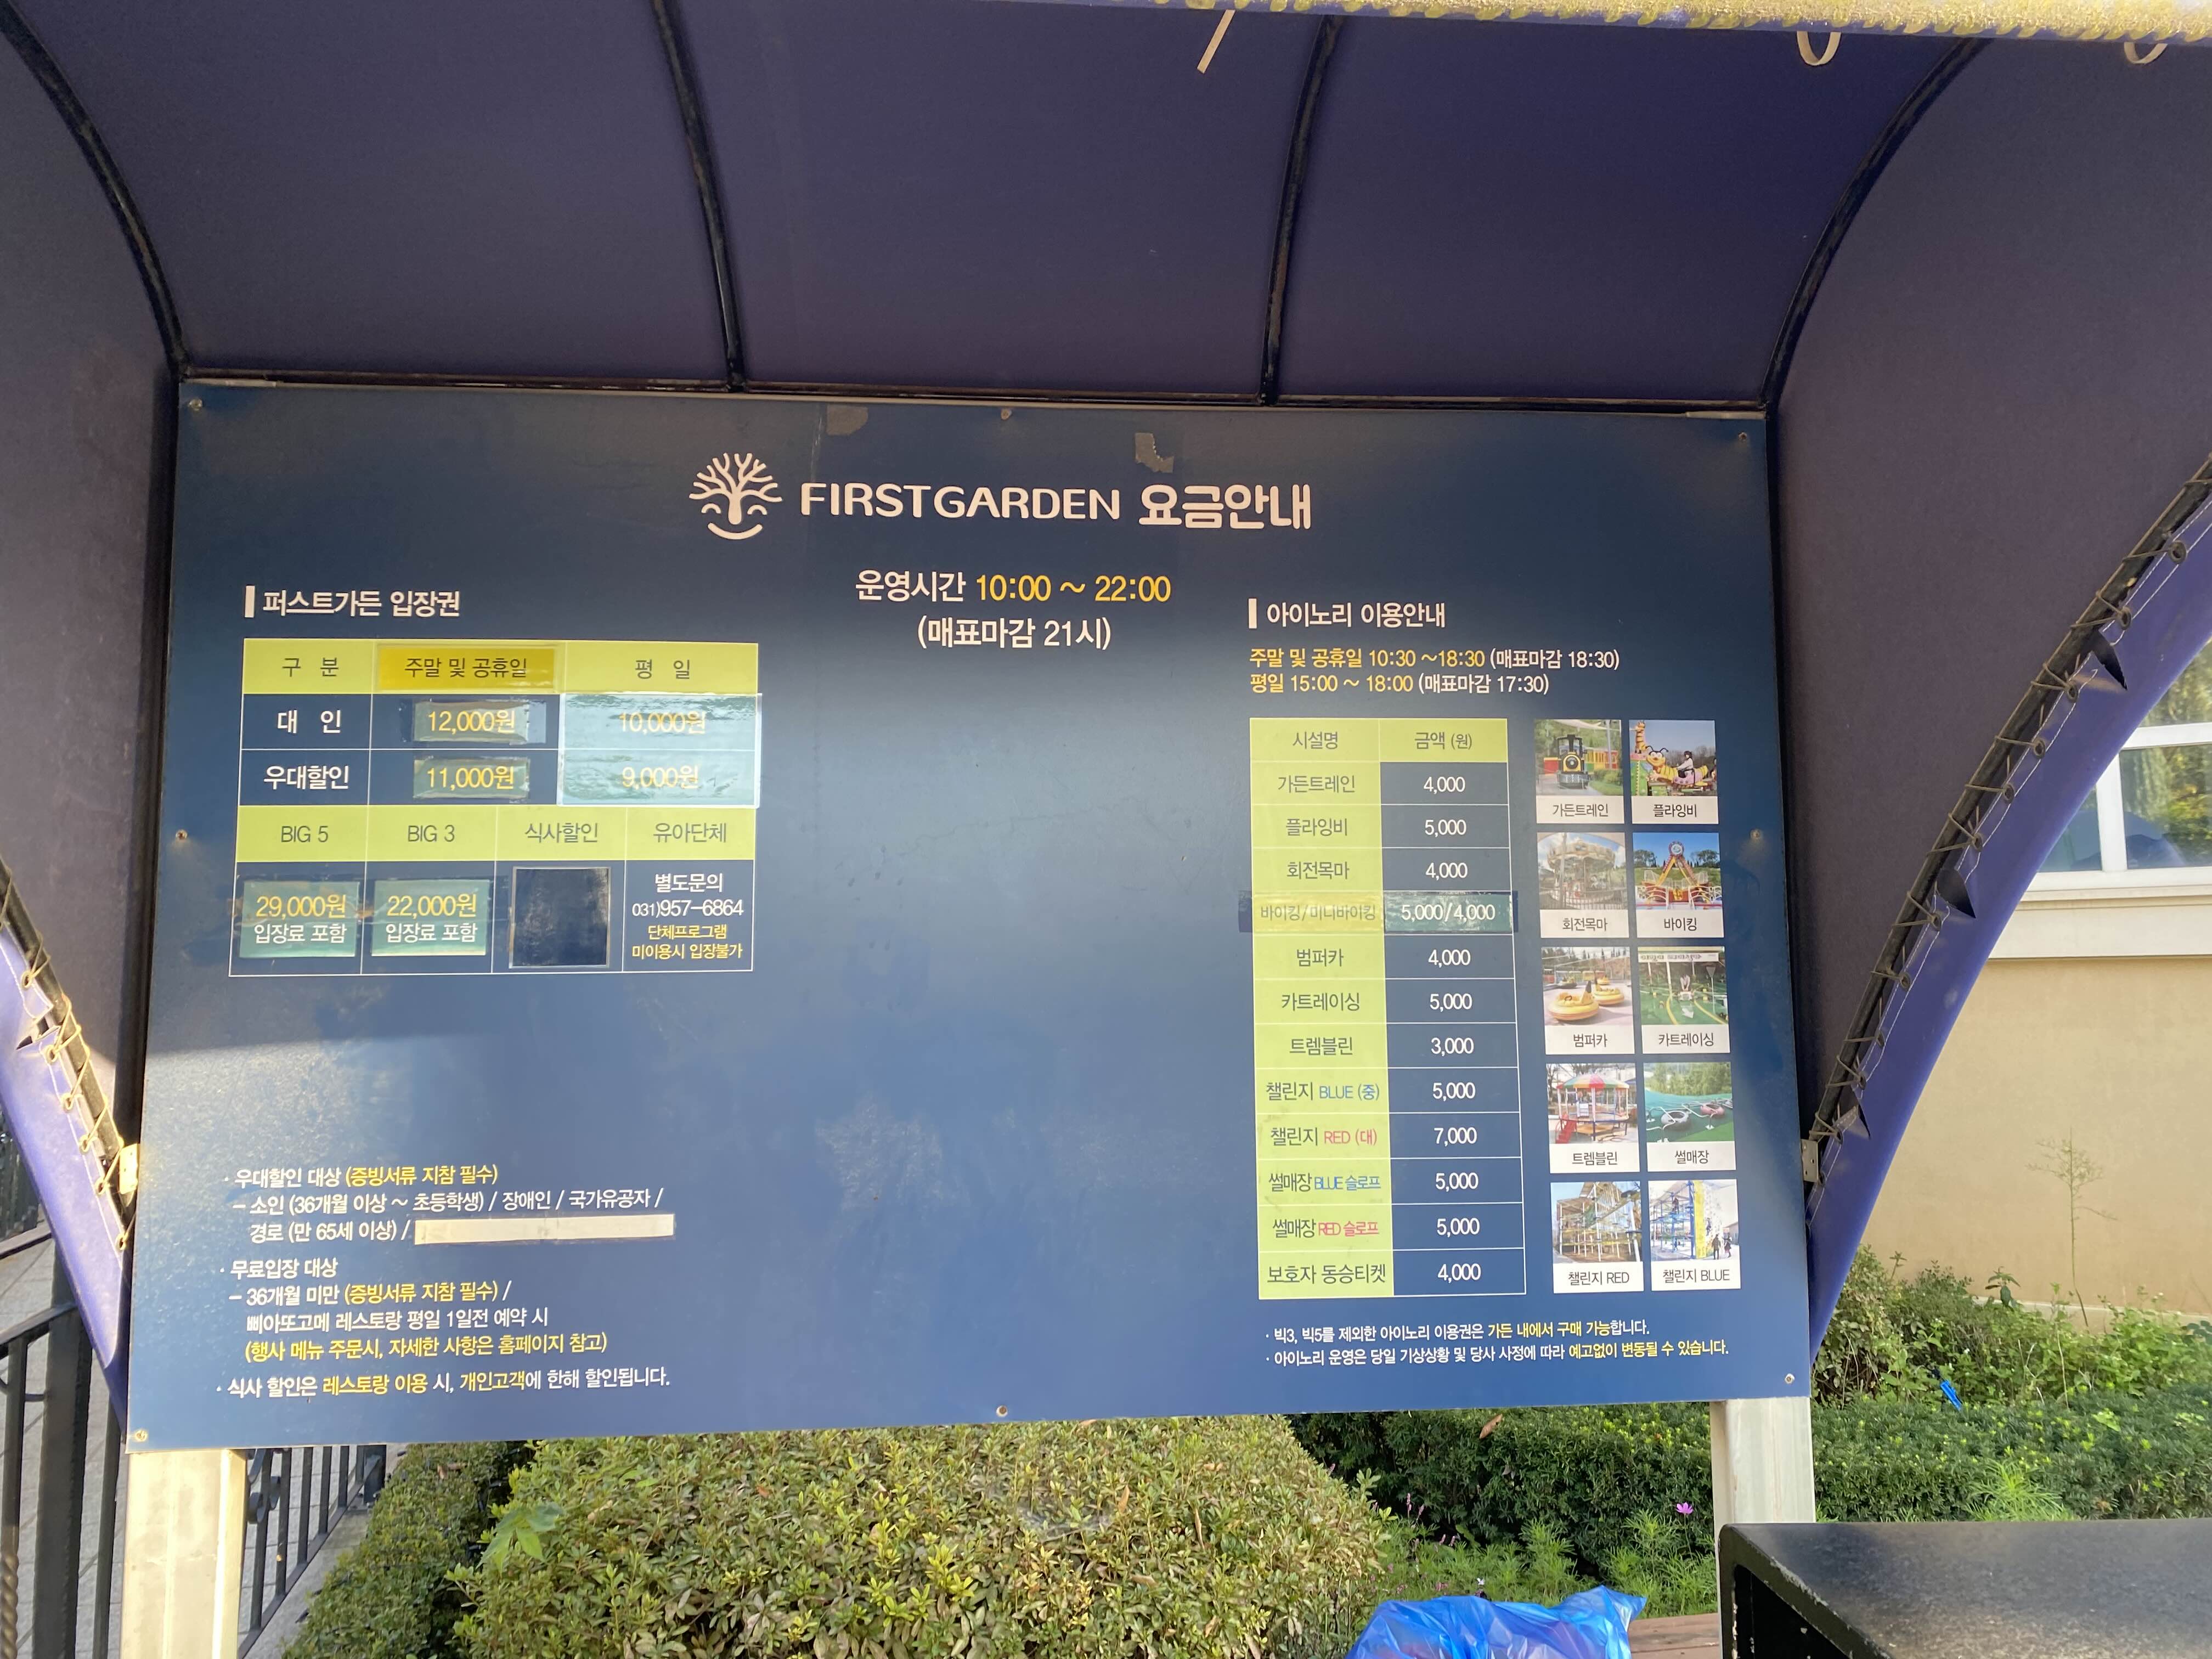 FIRSTGARDEN 요금안내
운영시간 10:00 ~ 22:00
(매표마감 21시)
퍼스트가든 입장권
구 분 주말 및 공휴일 평 일
대 인 12,000원 10,000원
우대할인 11,000원 9,000원
BIG 5 BIG 3 식사할인 유아단체
29,000원 입장료 포함
22,000원 입장료 포함
별도문의
031)957-6864
단체프로그램
미이용시 입장불가
· 우대할인 대상 (증빙서류 지참 필수)
- 소인 (36개월 이상 ~ 초등학생) / 장애인 / 국가유공자 /
경로 (만 65세 이상) /
· 무료입장 대상
- 36개월 미만 (증빙서류 지참 필수) /
삐아또고메 레스토랑 평일 1일전 예약 시
(행사 메뉴 주문시, 자세한 사항은 홈페이지 참고)
· 식사 할인은 레스토랑 이용 시, 개인고객에 한해 할인됩니다.
아이노리 이용안내
주말 및 공휴일 10:30 ~18:30 (매표마감 18:30)
평일 15:00 ~ 18:00 (매표마감 17:30)
시설명 금액 (원)
가든트레인 4,000
플라잉비 5,000
회전목마 4,000
바이킹/미니바이킹 5,000/4,000
범퍼카 4,000
카트레이싱 5,000
트렘블린 3,000
챌린지 BLUE (중) 5,000
챌린지 RED (대) 7,000
썰매장 BLUE 슬로프 5,000
썰매장 RED 슬로프 5,000
보호자 동승티켓 4,000
가든트레인 플라잉비
회전목마 바이킹
범퍼카 카트레이싱
트렘블린 썰매장
챌린지 RED 챌린지 BLUE
· 빅3, 빅5를 제외한 아이노리 이용권은 가든 내에서 구매 가능합니다.
· 아이노리 운영은 당일 기상상황 및 당사 사정에 따라 예고없이 변동될 수 있습니다.